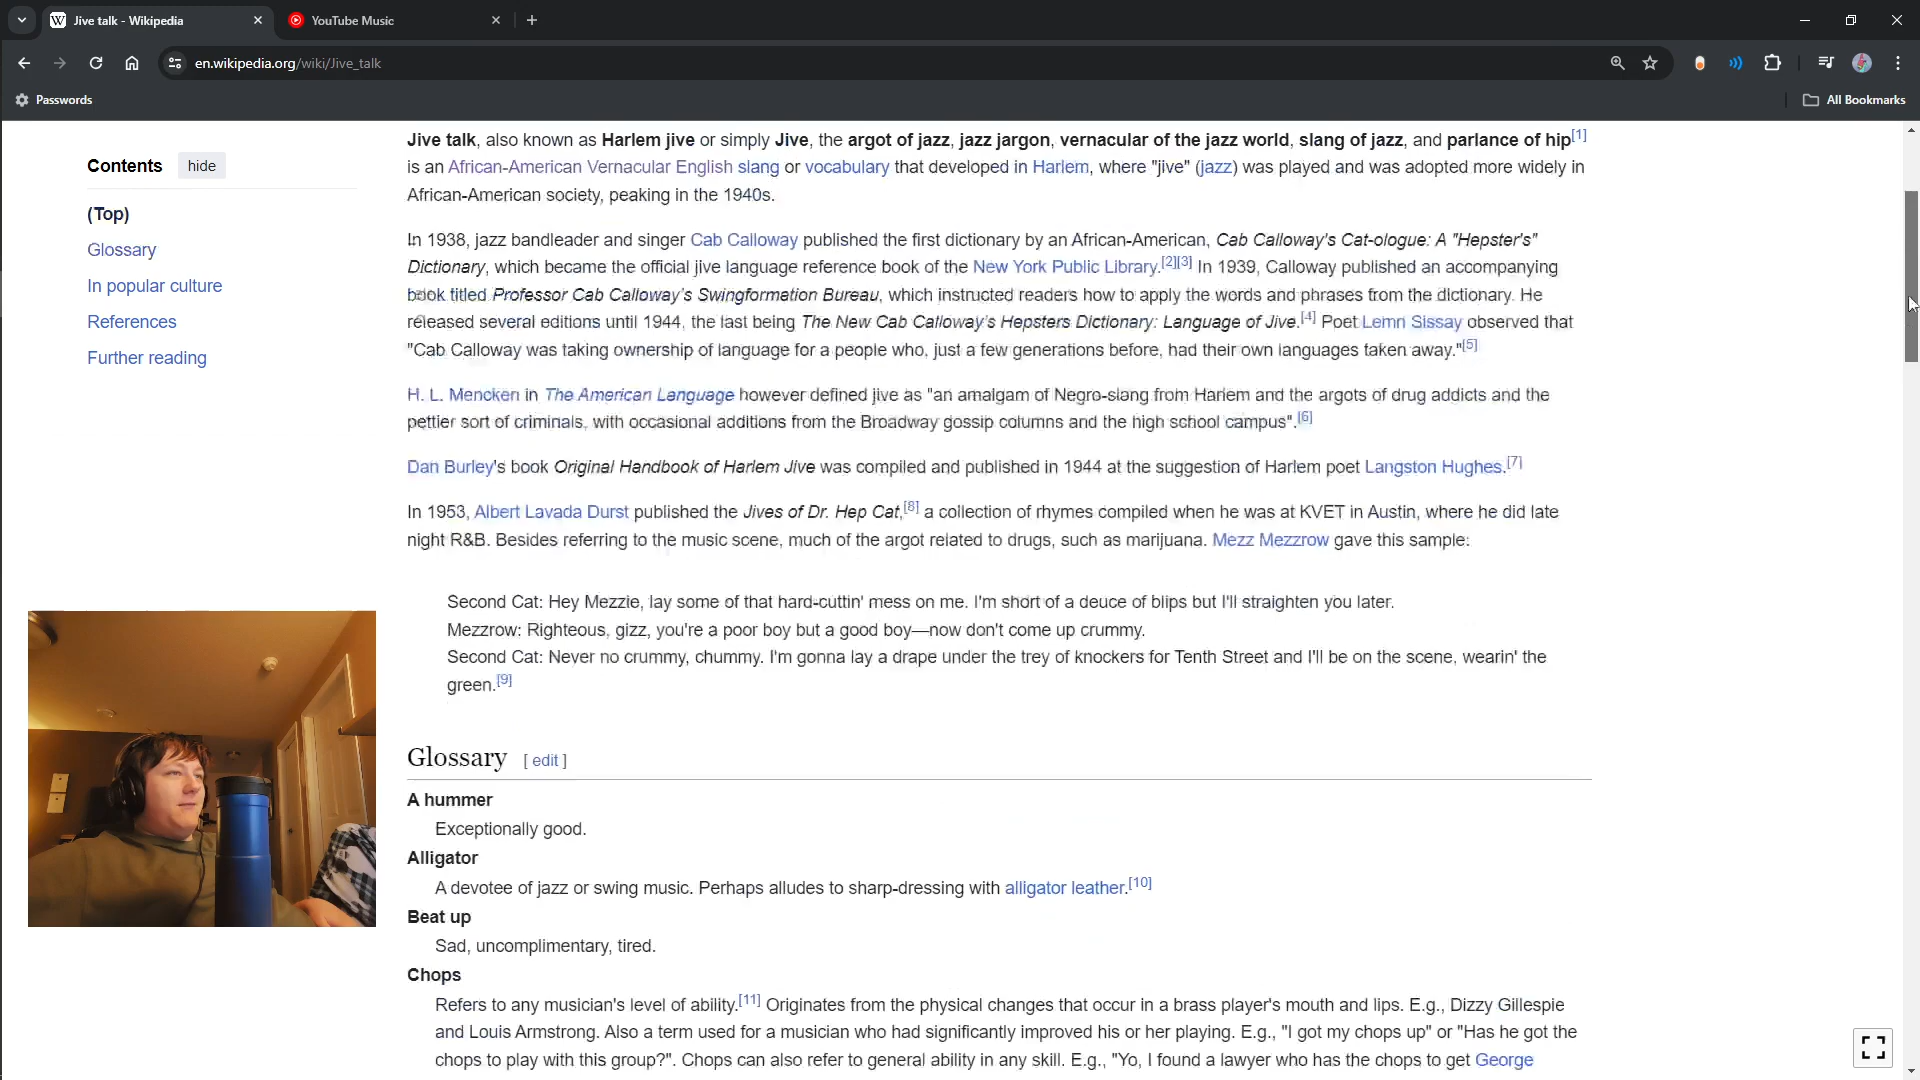 Jive talk - Wikipedia
YouTube Music
en.wikipedia.org/wiki/Jive_talk
Passwords
All Bookmarks
Contents hide
(Top)
Glossary
In popular culture
References
Further reading
Jive talk, also known as Harlem jive or simply Jive, the argot of jazz, jazz jargon, vernacular of the jazz world, slang of jazz, and parlance of hip[1]
is an African-American Vernacular English slang or vocabulary that developed in Harlem, where "jive" (jazz) was played and was adopted more widely in
African-American society, peaking in the 1940s.
In 1938, jazz bandleader and singer Cab Calloway published the first dictionary by an African-American, Cab Calloway's Cat-ologue: A "Hepster's"
Dictionary, which became the official jive language reference book of the New York Public Library.[2][3] In 1939, Calloway published an accompanying
book titled Professor Cab Calloway's Swingformation Bureau, which instructed readers how to apply the words and phrases from the dictionary. He
released several editions until 1944, the last being The New Cab Calloway's Hepsters Dictionary: Language of Jive.[4] Poet Lemn Sissay observed that
"Cab Calloway was taking ownership of language for a people who, just a few generations before, had their own languages taken away."[5]
H. L. Mencken in The American Language however defined jive as "an amalgam of Negro-slang from Harlem and the argots of drug addicts and the
pettier sort of criminals, with occasional additions from the Broadway gossip columns and the high school campus".[6]
Dan Burley's book Original Handbook of Harlem Jive was compiled and published in 1944 at the suggestion of Harlem poet Langston Hughes.[7]
In 1953, Albert Lavada Durst published the Jives of Dr. Hep Cat,[8] a collection of rhymes compiled when he was at KVET in Austin, where he did late
night R&B. Besides referring to the music scene, much of the argot related to drugs, such as marijuana. Mezz Mezzrow gave this sample:
Second Cat: Hey Mezzie, lay some of that hard-cuttin' mess on me. I'm short of a deuce of blips but I'll straighten you later.
Mezzrow: Righteous, gizz, you're a poor boy but a good boy—now don't come up crummy.
Second Cat: Never no crummy, chummy. I'm gonna lay a drape under the trey of knockers for Tenth Street and I'll be on the scene, wearin' the
green.[9]
Glossary [ edit ]
A hummer
Exceptionally good.
Alligator
A devotee of jazz or swing music. Perhaps alludes to sharp-dressing with alligator leather.[10]
Beat up
Sad, uncomplimentary, tired.
Chops
Refers to any musician's level of ability.[11] Originates from the physical changes that occur in a brass player's mouth and lips. E.g., Dizzy Gillespie
and Louis Armstrong. Also a term used for a musician who had significantly improved his or her playing. E.g., "I got my chops up" or "Has he got the
chops to play with this group?". Chops can also refer to general ability in any skill. E.g., "Yo, I found a lawyer who has the chops to get George